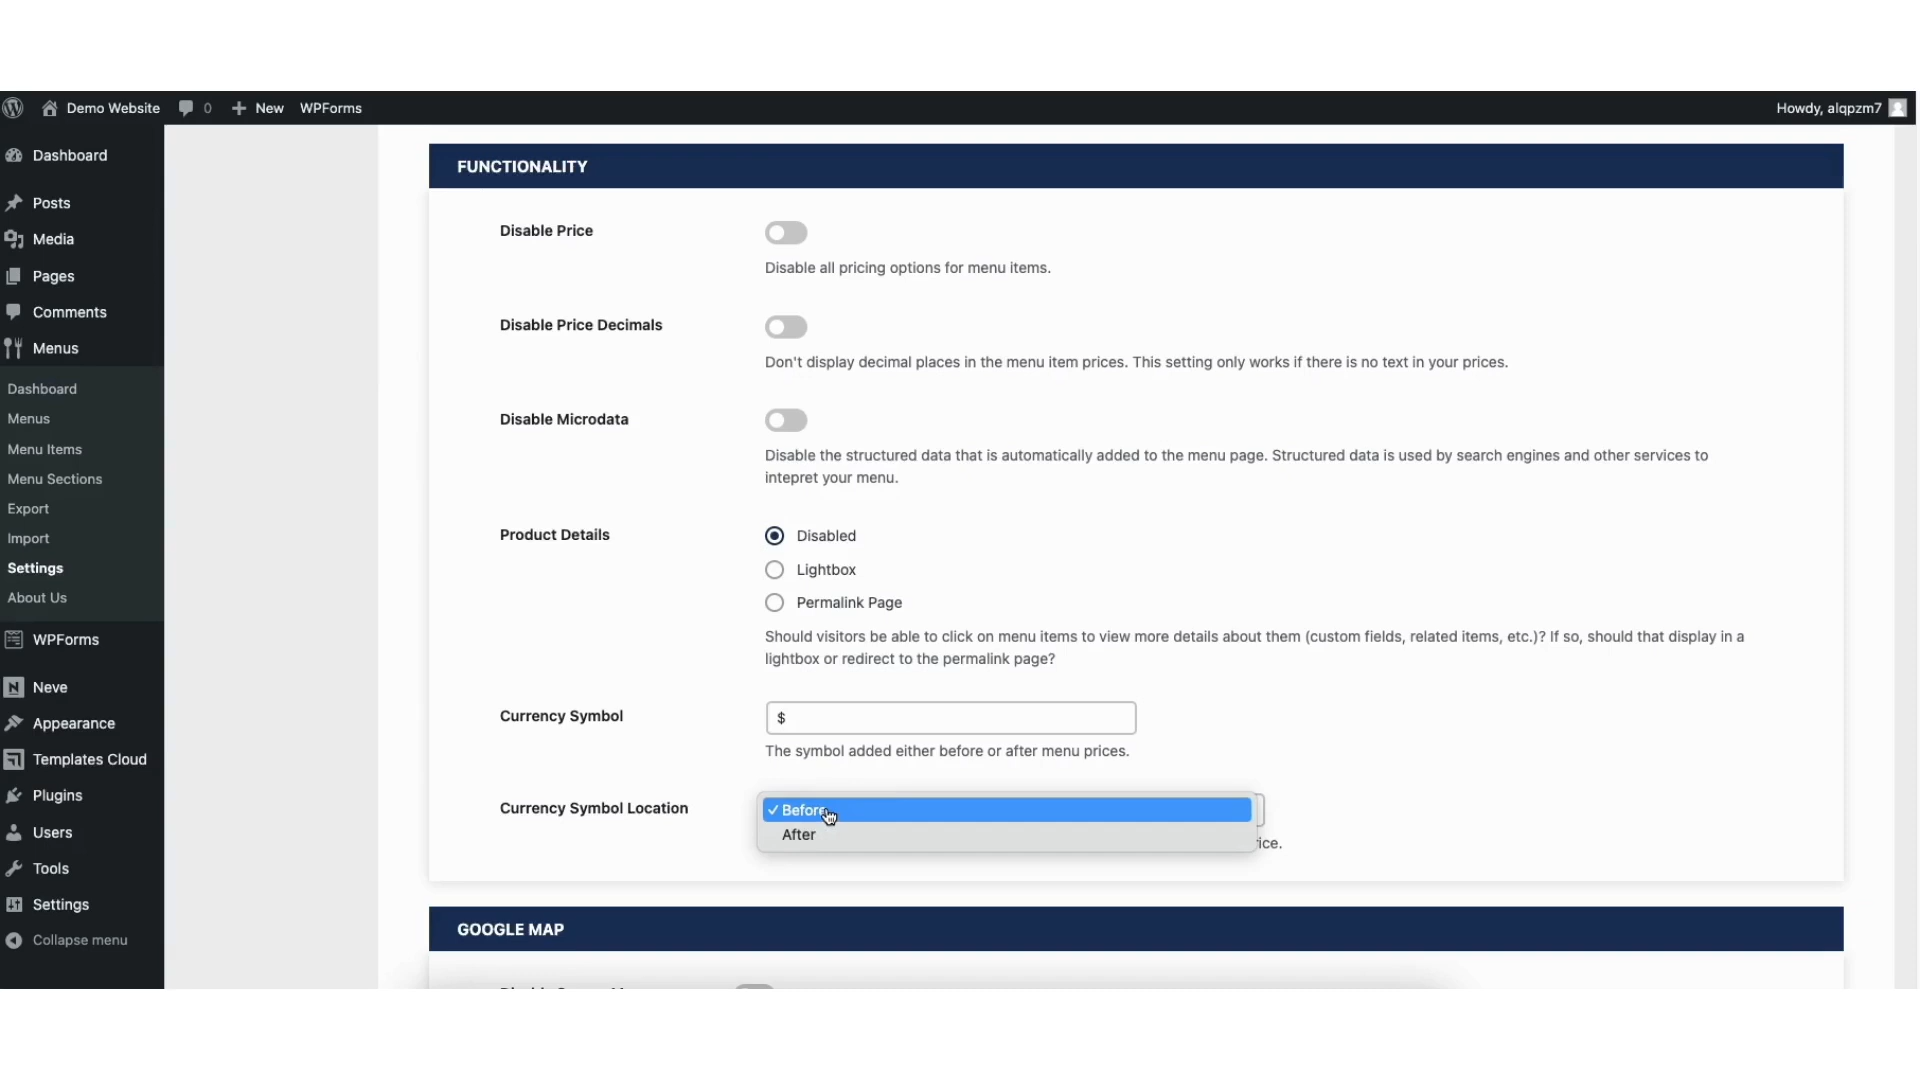 Demo Website 0 New WPForms Howdy, alqpzm7
Dashboard
Posts
Media
Pages
Comments
Menus
Dashboard
Menus
Menu Items
Menu Sections
Export
Import
Settings
About Us
WPForms
Neve
Appearance
Templates Cloud
Plugins
Users
Tools
Settings
Collapse menu
FUNCTIONALITY
Disable Price
Disable all pricing options for menu items.
Disable Price Decimals
Don't display decimal places in the menu item prices. This setting only works if there is no text in your prices.
Disable Microdata
Disable the structured data that is automatically added to the menu page. Structured data is used by search engines and other services to
intepret your menu.
Product Details
Disabled
Lightbox
Permalink Page
Should visitors be able to click on menu items to view more details about them (custom fields, related items, etc.)? If so, should that display in a
lightbox or redirect to the permalink page?
Currency Symbol
$
The symbol added either before or after menu prices.
Currency Symbol Location
Before
After
GOOGLE MAP